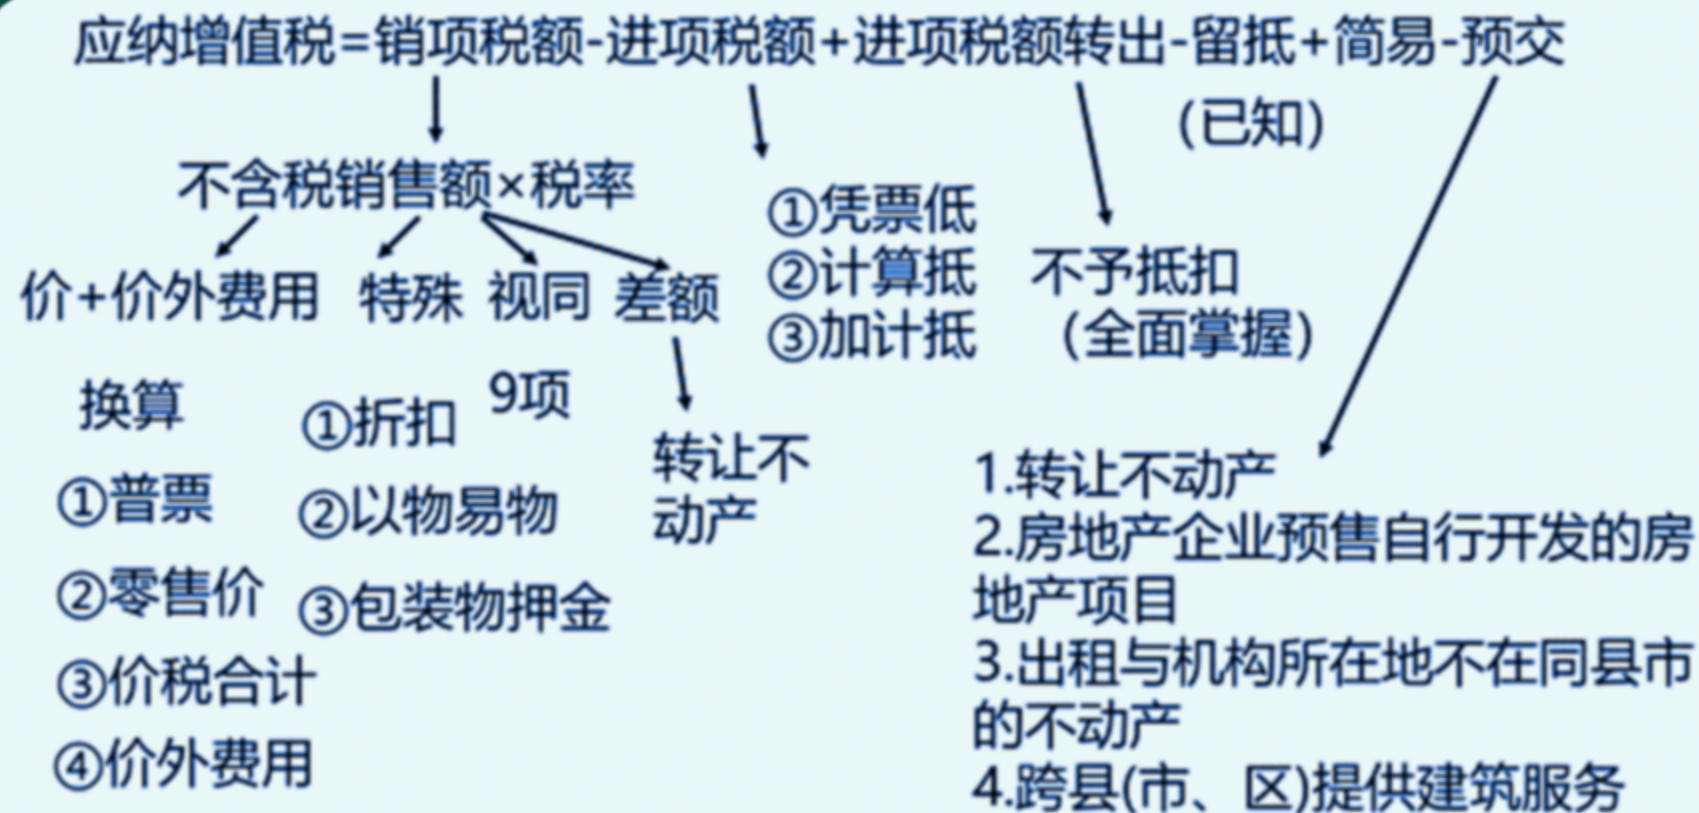 应纳增值税=销项税额-进项税额+进项税额转出-留抵+简易-预交
（已知）
不含税销售额×税率
价+价外费用
特殊
视同
差额
换算
①普票
②零售价
③价税合计
④价外费用
①折扣
②以物易物
③包装物押金
9项
转让不
动产
①凭票低
②计算抵
③加计抵
不予抵扣
（全面掌握）
1.转让不动产
2.房地产企业预售自行开发的房
地产项目
3.出租与机构所在地不在同县市
的不动产
4.跨县(市、区)提供建筑服务